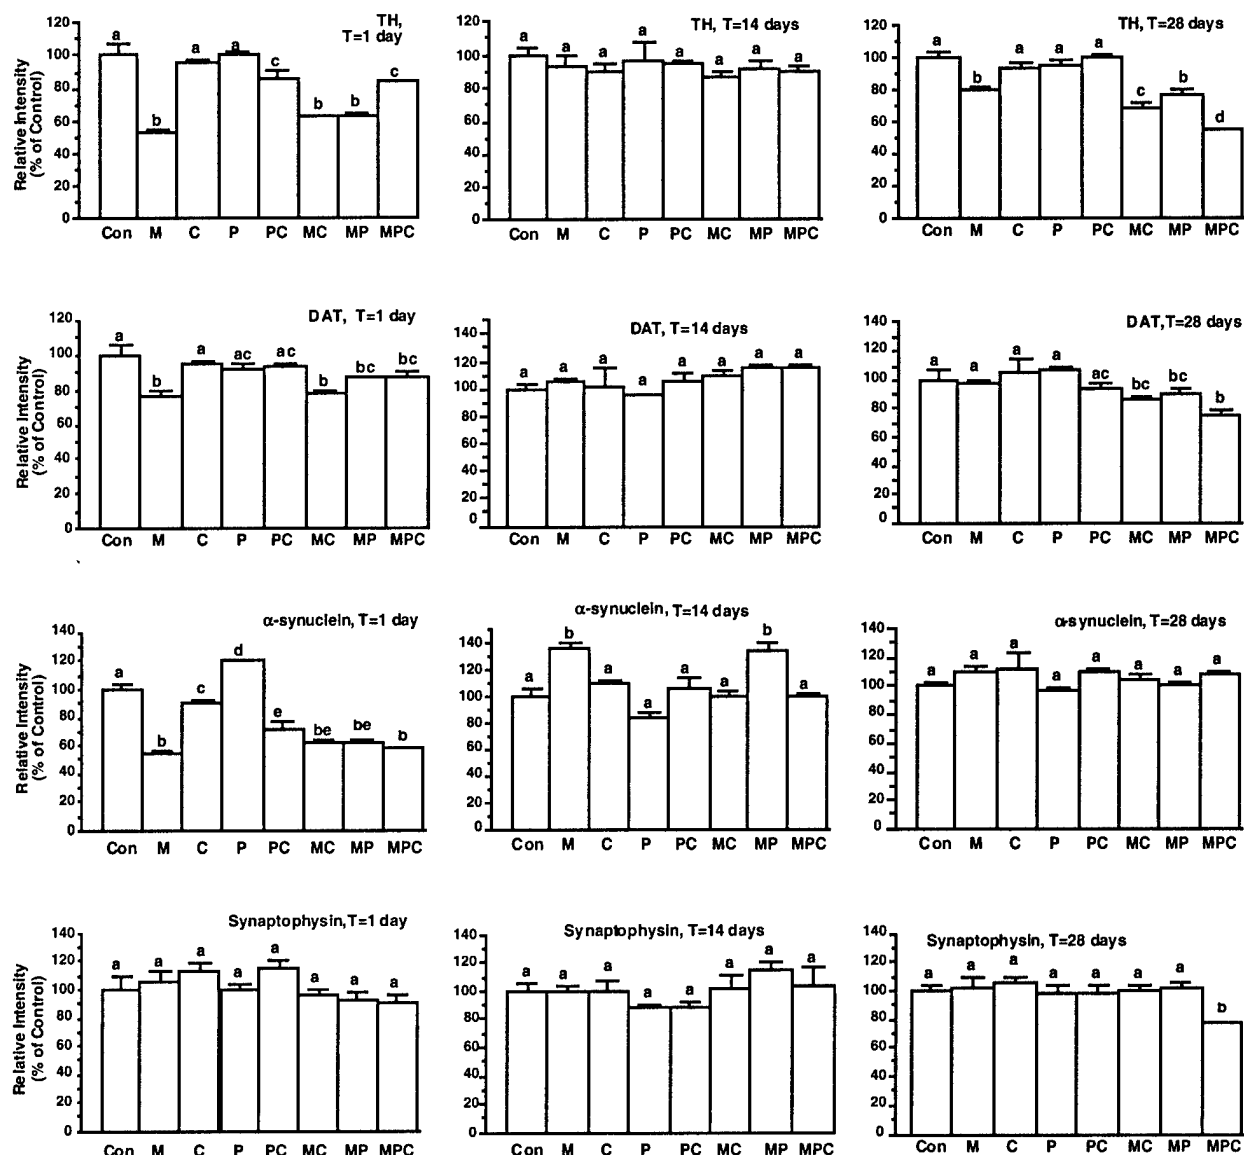 TH,
T=1 day
Relative Intensity
(% of Control)
120
100
80
60
40
20
0
a
b
a
a
c
b
b
c
Con M C P PC MC MP MPC
TH, T=14 days
120
100
80
60
40
20
0
a
a
a
a
a
a
a
a
Con M C P PC MC MP MPC
TH, T=28 days
120
100
80
60
40
20
0
a
b
a
a
a
c
b
d
Con M C P PC MC MP MPC
DAT, T=1 day
Relative Intensity
(% of Control)
120
100
80
60
40
20
0
a
b
a
ac
ac
b
bc
bc
Con M C P PC MC MP MPC
DAT, T=14 days
140
120
100
80
60
40
20
0
a
a
a
a
a
a
a
a
Con M C P PC MC MP MPC
DAT,T=28 days
140
120
100
80
60
40
20
0
a
a
a
a
ac
bc
bc
b
Con M C P PC MC MP MPC
α-synuclein, T=1 day
Relative Intensity
(% of Control)
140
120
100
80
60
40
20
0
a
b
c
d
e
be
be
b
Con M C P PC MC MP MPC
α-synuclein, T=14 days
140
120
100
80
60
40
20
0
a
b
a
a
a
a
b
a
Con M C P PC MC MP MPC
α-synuclein, T=28 days
140
120
100
80
60
40
20
0
a
a
a
a
a
a
a
a
Con M C P PC MC MP MPC
Synaptophysin,T=1 day
Relative Intensity
(% of Control)
140
120
100
80
60
40
20
0
a
a
a
a
a
a
a
a
Con M C P PC MC MP MPC
Synaptophysin, T=14 days
140
120
100
80
60
40
20
0
a
a
a
a
a
a
a
a
Con M C P PC MC MP MPC
Synaptophysin, T=28 days
140
120
100
80
60
40
20
0
a
a
a
a
a
a
a
b
Con M C P PC MC MP MPC